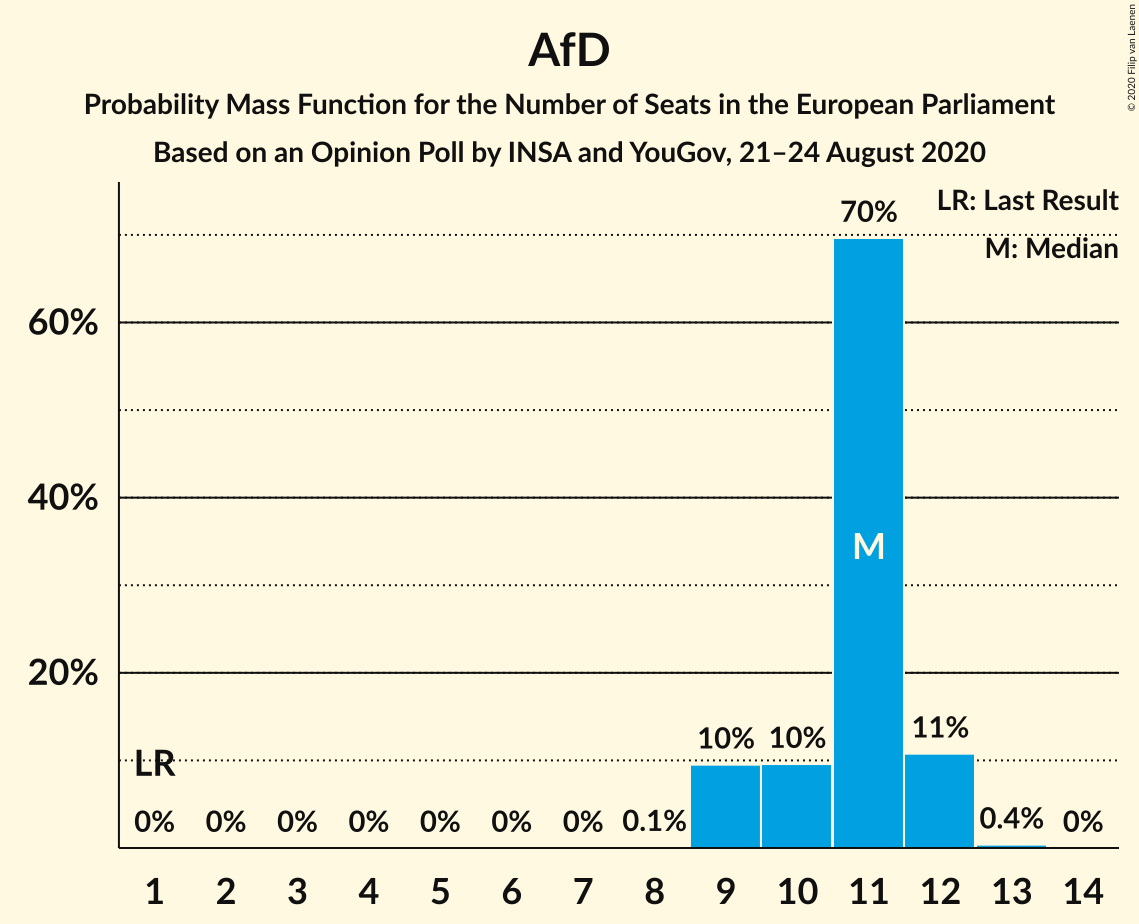 AfD
Probability Mass Function for the Number of Seats in the European Parliament
Based on an Opinion Poll by INSA and YouGov, 21–24 August 2020
© 2020 Filip van Laenen
LR: Last Result
M: Median
70%
60%
40%
M
20%
10% 10% 11%
LR
0% 0% 0% 0% 0% 0% 0% 0.1% 0.4% 0%
1 2 3 4 5 6 7 8 9 10 11 12 13 14